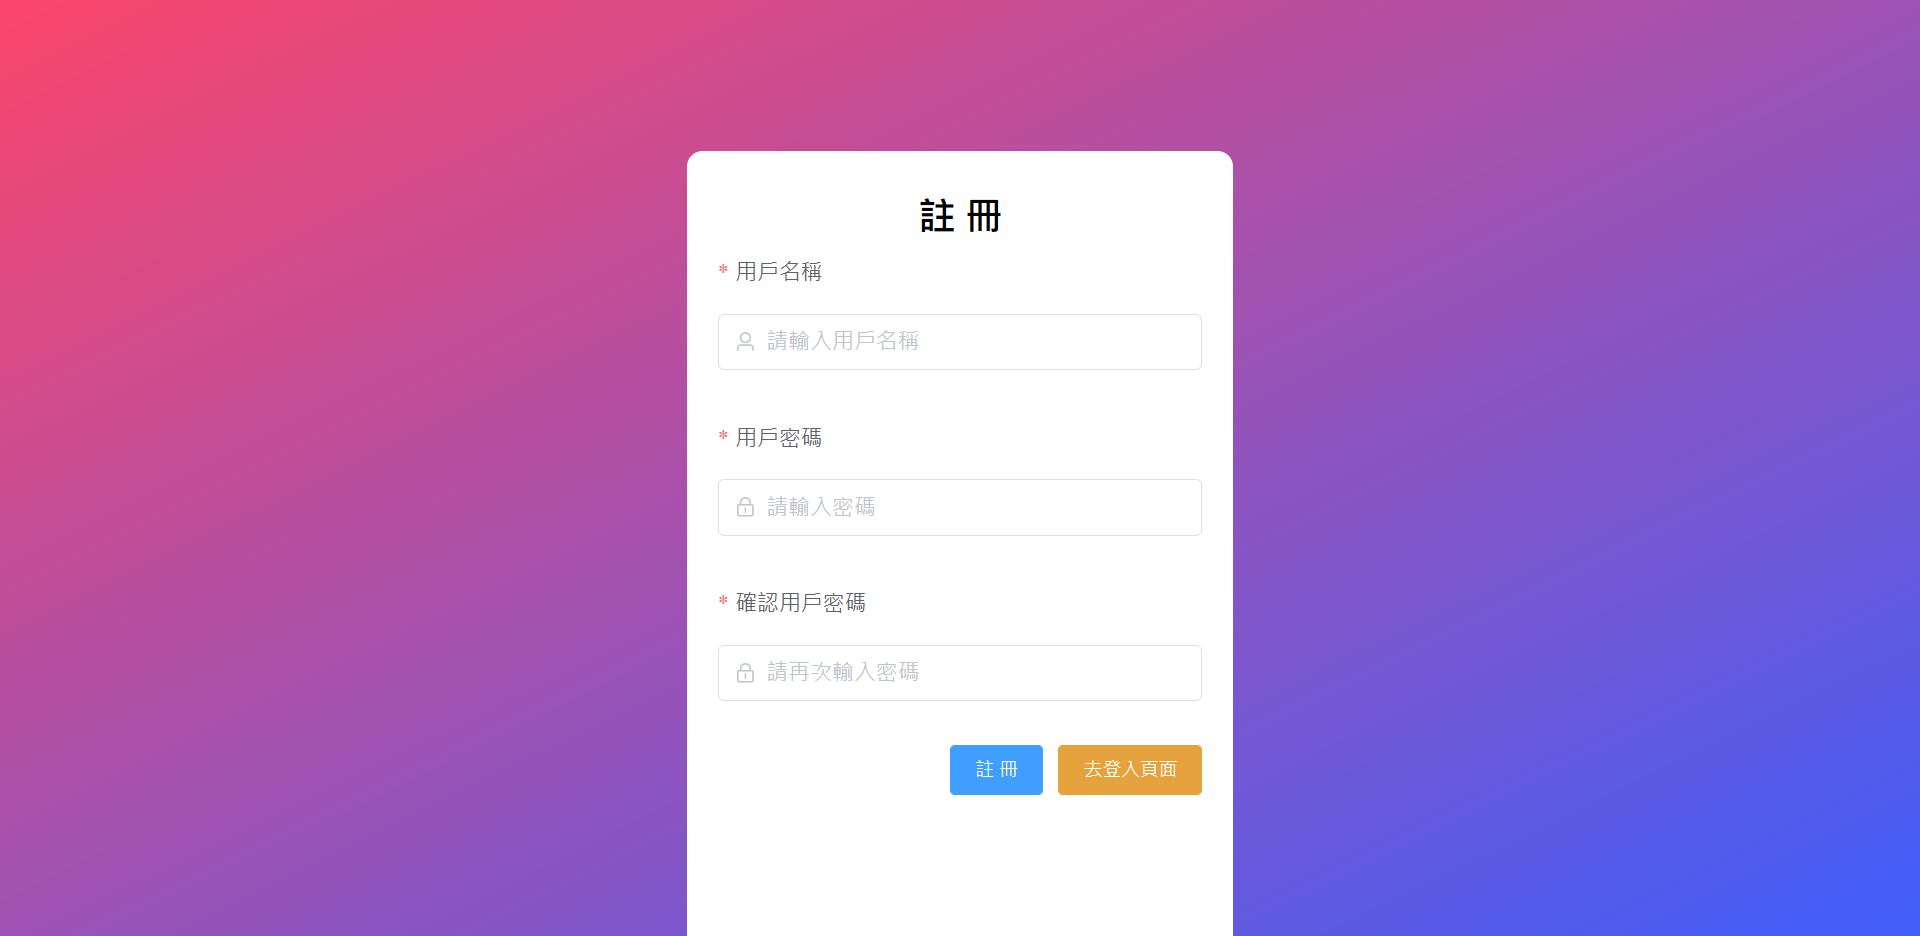 註 冊
* 用戶名稱
請輸入用戶名稱
* 用戶密碼
請輸入密碼
* 確認用戶密碼
請再次輸入密碼
註 冊 去登入頁面